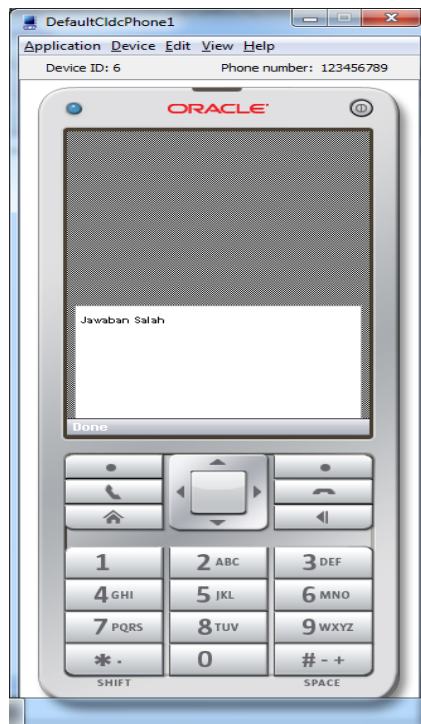 DefaultCldcPhone1
Application Device Edit View Help
Device ID: 6 Phone number: 123456789
ORACLE
Jawaban Salah
Done
1 2 ABC 3 DEF
4 GHI 5 JKL 6 MNO
7 PQRS 8 TUV 9 WXYZ
* . 0 # - +
SHIFT SPACE